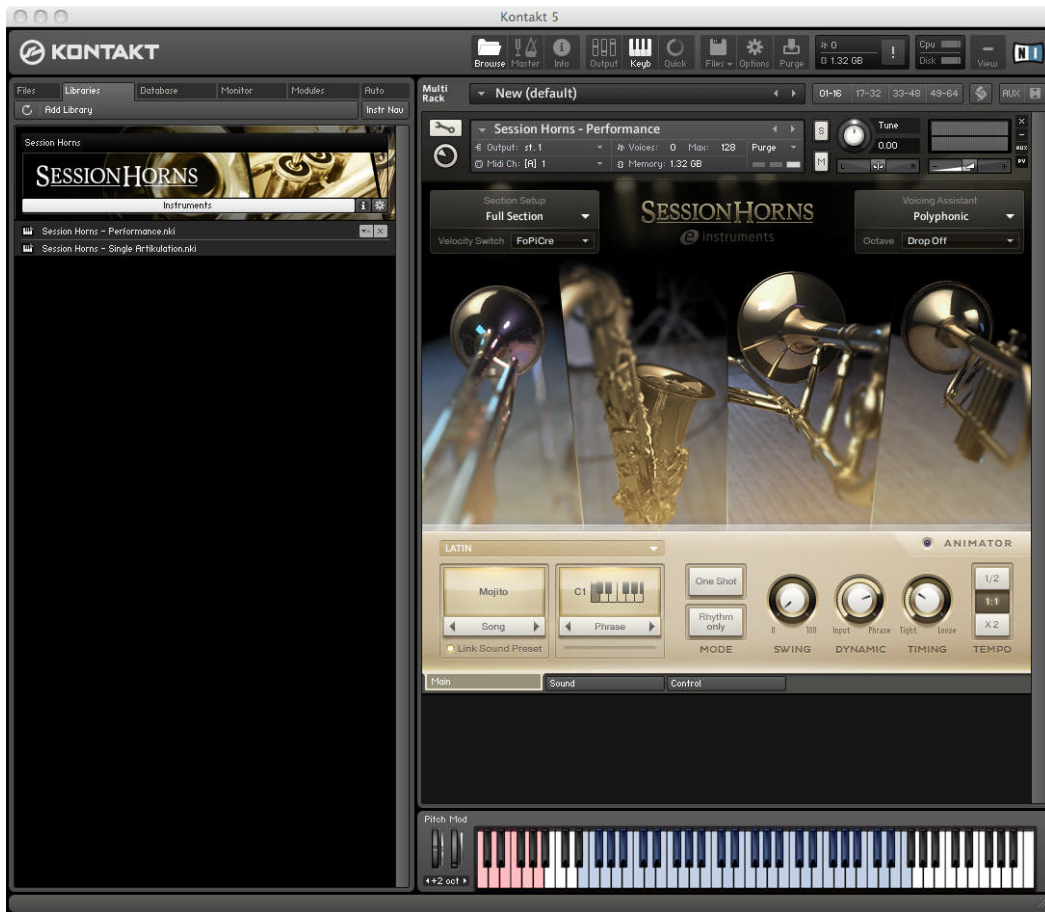 Kontakt 5
KONTAKT
Browse Master Info Output Keyb Quick Files Options Purge
0
1.32 GB
!
Cpu
Disk
View
NI
Files Libraries Database Monitor Modules Auto
Add Library
Instr Nav
Session Horns
SESSIONHORNS
Instruments
i
Session Horns - Performance.nki
Session Horns - Single Artikulation.nki
Multi Rack
New (default)
01-16 17-32 33-48 49-64
AUX
Session Horns - Performance
Output: st.1
Voices: 0 Max: 128
Purge
Midi Ch: [A] 1
Memory: 1.32 GB
S
M
Tune
0.00
L R
- +
AUX
PV
Section Setup
Full Section
Velocity Switch FoPiCre
SESSIONHORNS
e instruments
Voicing Assistant
Polyphonic
Octave Drop Off
LATIN
ANIMATOR
Mojito
Song
Link Sound Preset
C1
Phrase
One Shot
Rhythm only
MODE
0 100
SWING
Input Phrase
DYNAMIC
Tight Loose
TIMING
1/2
1:1
X 2
TEMPO
Main Sound Control
Pitch Mod
+2 oct